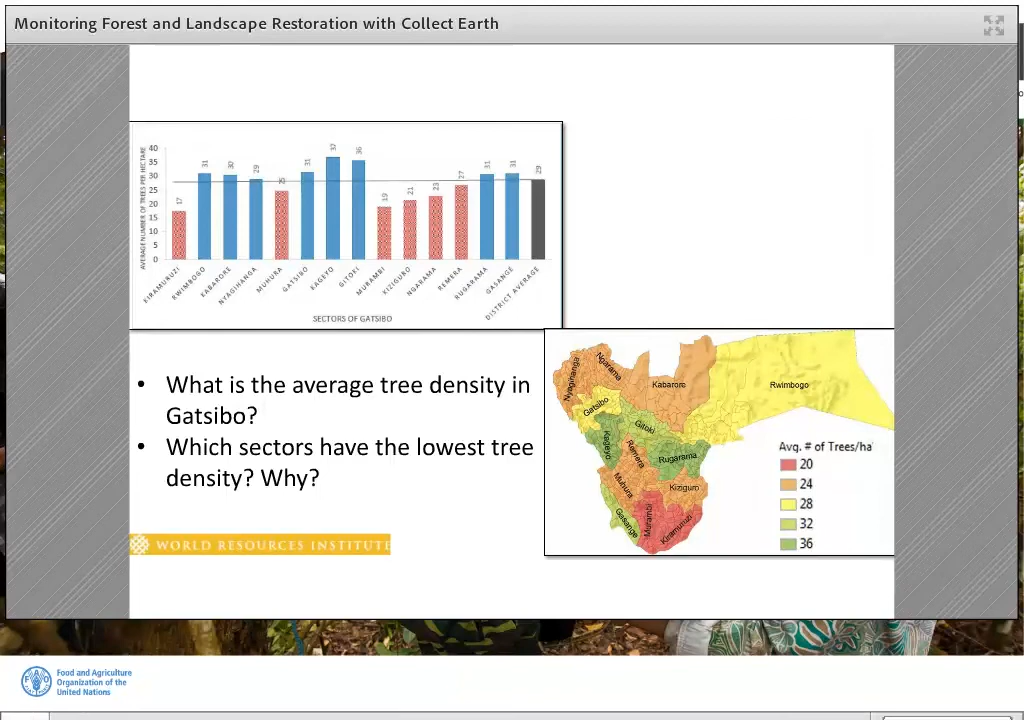 Monitoring Forest and Landscape Restoration with Collect Earth
AVERAGE NUMBER OF TREES PER HECTARE
40
35
30
25
20
15
10
5
0
17
31
30
29
25
31
37
36
19
21
23
27
31
31
29
KIRAMURUZI
RWIMBOGO
KABARORE
NYAGIHANGA
MUHURA
GATSIBO
KAGEYO
GITOKI
MURAMBI
KIZIGURO
NGARAMA
REMERA
RUGARAMA
GASANGE
DISTRICT AVERAGE
SECTORS OF GATSIBO
• What is the average tree density in
Gatsibo?
• Which sectors have the lowest tree
density? Why?
WORLD RESOURCES INSTITUTE
Nyagihanga
Ngarama
Kabarore
Rwimbogo
Gatsibo
Gitoki
Kageyo
Remera
Rugarama
Muhura
Kiziguro
Gasange
Murambi
Kiramuruzi
Avg. # of Trees/ha
20
24
28
32
36
Food and Agriculture
Organization of the
United Nations